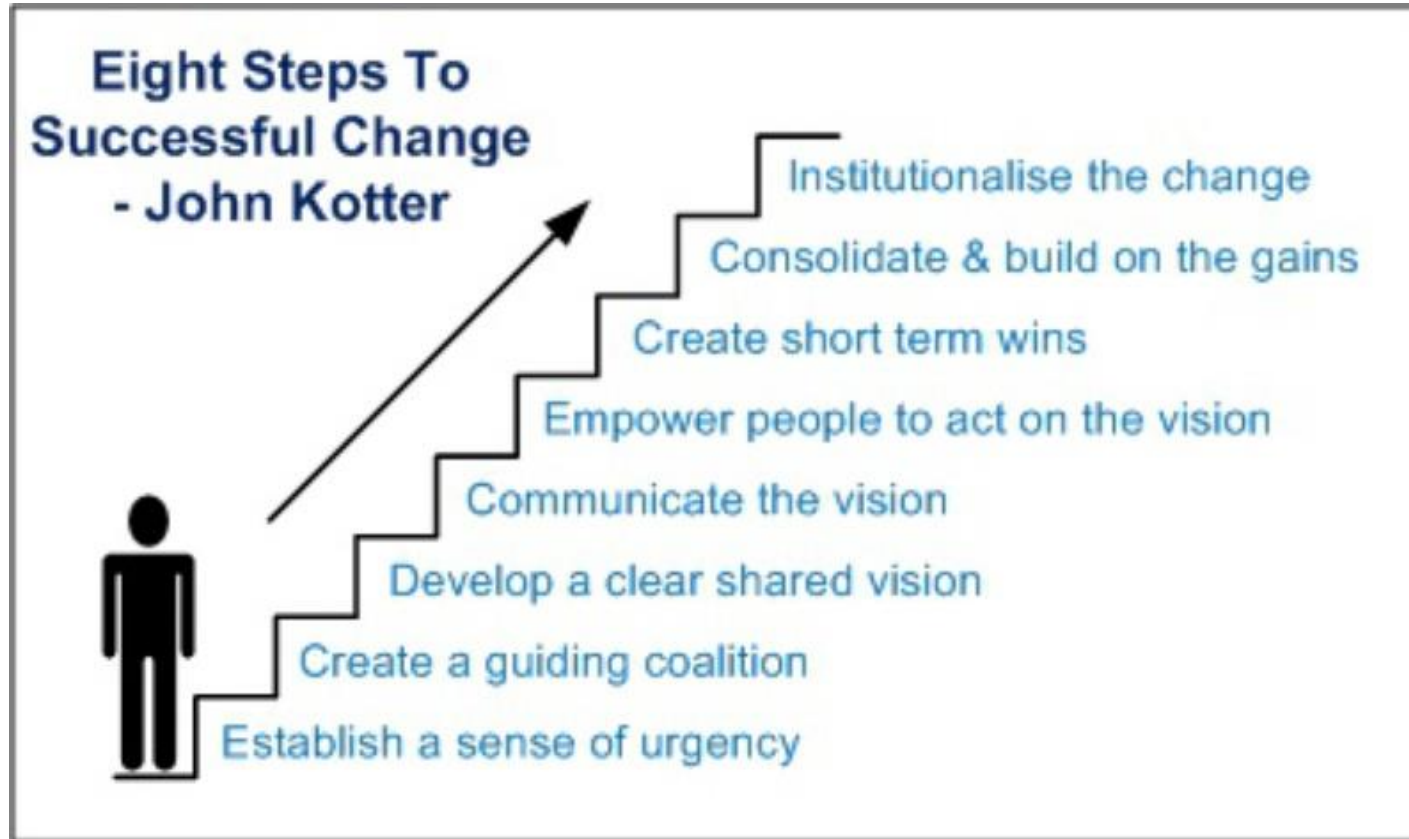 Eight Steps To
Successful Change
- John Kotter
Institutionalise the change
Consolidate & build on the gains
Create short term wins
Empower people to act on the vision
Communicate the vision
Develop a clear shared vision
Create a guiding coalition
Establish a sense of urgency